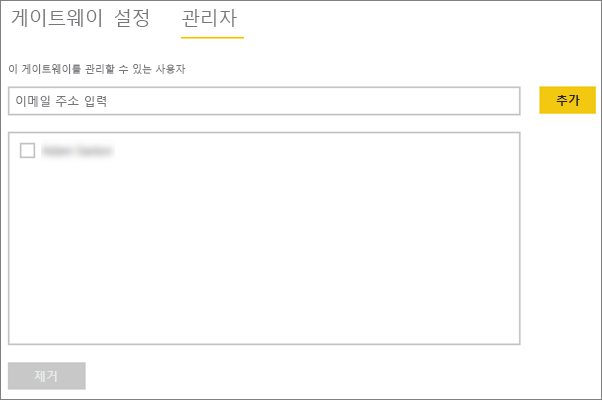 게이트웨이 설정 관리자
이 게이트웨이를 관리할 수 있는 사용자
이메일 주소 입력 추가
제거